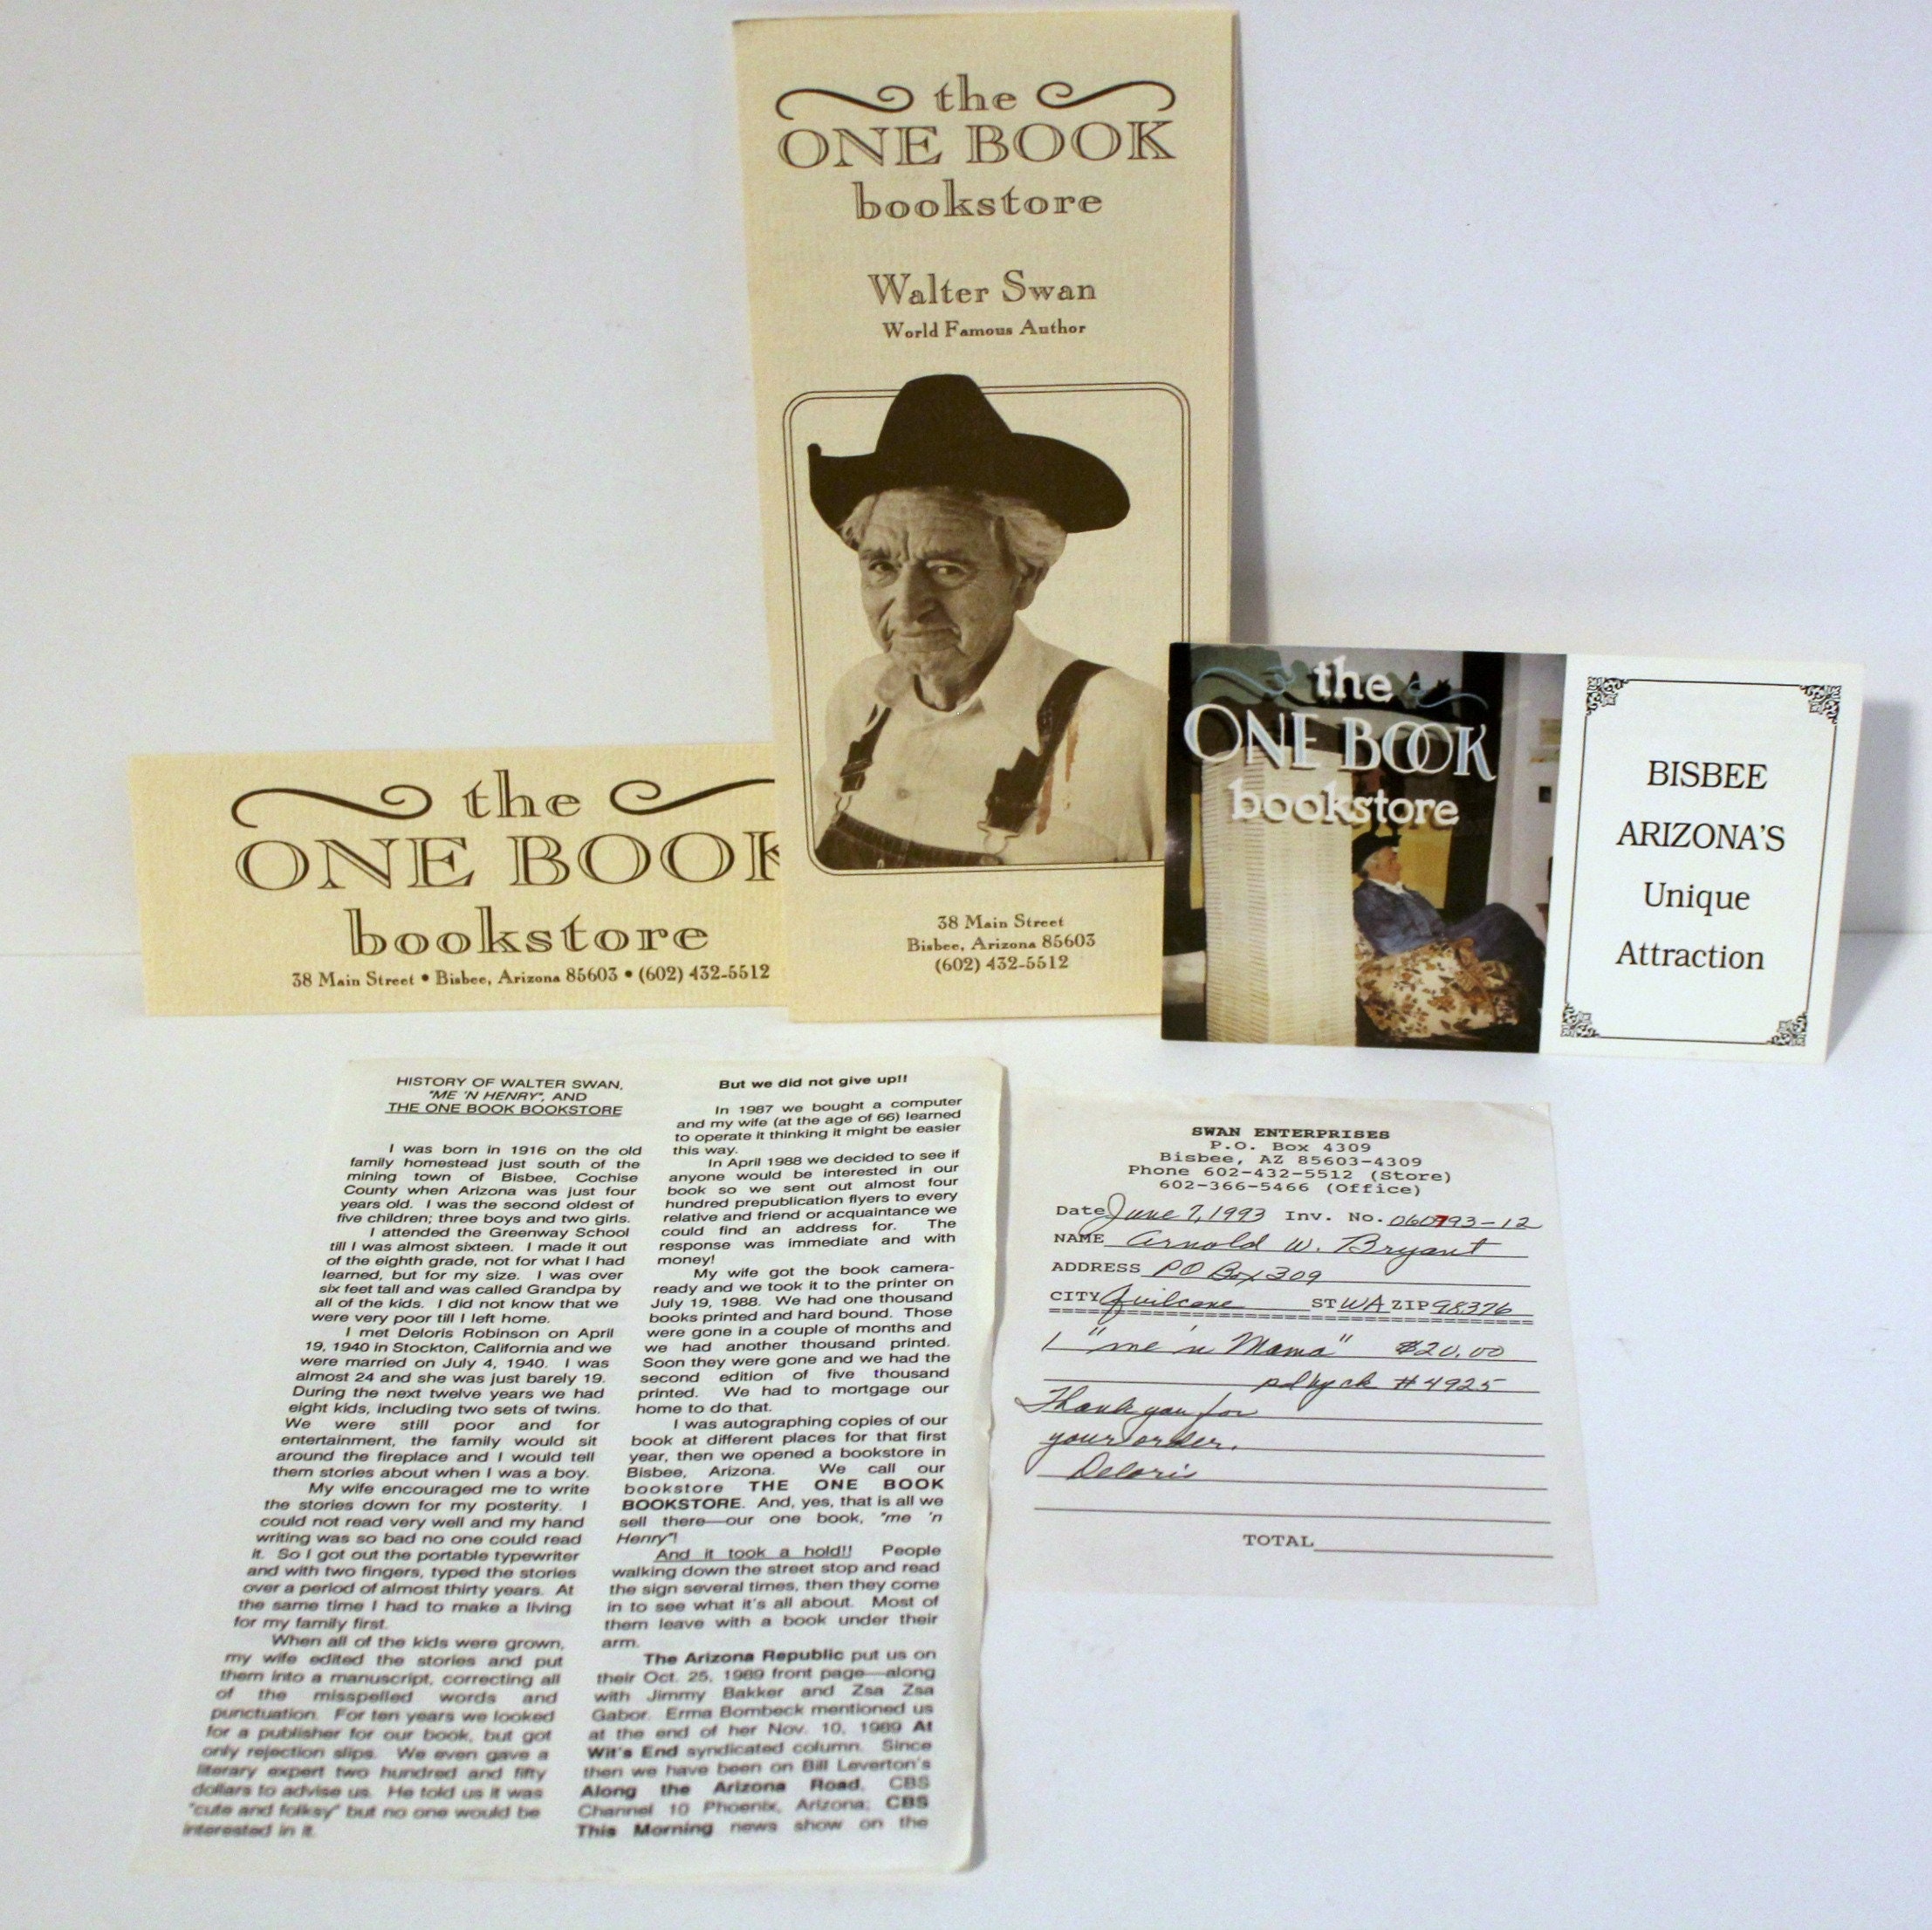 the
ONE BOOK
bookstore
Walter Swan
World Famous Author
38 Main Street
Bisbee, Arizona 85603
(602) 432-5512
the
ONE BOOK
bookstore
38 Main Street • Bisbee, Arizona 85603 • (602) 432-5512
the
ONE BOOK
bookstore
BISBEE
ARIZONA'S
Unique
Attraction
HISTORY OF WALTER SWAN,
"ME 'N HENRY", AND
THE ONE BOOK BOOKSTORE
I was born in 1916 on the old
family homestead just south of the
mining town of Bisbee, Cochise
County when Arizona was just four
years old. I was the second oldest of
five children; three boys and two girls.
I attended the Greenway School
till I was almost sixteen. I made it out
of the eighth grade, not for what I had
learned, but for my size. I was over
six feet tall and was called Grandpa by
all of the kids. I did not know that we
were very poor till I left home.
I met Deloris Robinson on April
19, 1940 in Stockton, California and we
were married on July 4, 1940. I was
almost 24 and she was just barely 19.
During the next twelve years we had
eight kids, including two sets of twins.
We were still poor and for
entertainment, the family would sit
around the fireplace and I would tell
them stories about when I was a boy.
My wife encouraged me to write
the stories down for my posterity. I
could not read very well and my hand
writing was so bad no one could read
it. So I got out the portable typewriter
and with two fingers, typed the stories
over a period of almost thirty years. At
the same time I had to make a living
for my family first.
When all of the kids were grown,
my wife edited the stories and put
them into a manuscript, correcting all
of the misspelled words and
punctuation. For ten years we looked
for a publisher for our book, but got
only rejection slips. We even gave a
literary expert two hundred and fifty
dollars to advise us. He told us it was
"cute and folksy" but no one would be
interested in it.
But we did not give up!!
In 1987 we bought a computer
and my wife (at the age of 66) learned
to operate it thinking it might be easier
this way.
In April 1988 we decided to see if
anyone would be interested in our
book so we sent out almost four
hundred prepublication flyers to every
relative and friend or acquaintance we
could find an address for. The
response was immediate and with
money!
My wife got the book camera-
ready and we took it to the printer on
July 19, 1988. We had one thousand
books printed and hard bound. Those
were gone in a couple of months and
we had another thousand printed.
Soon they were gone and we had the
second edition of five thousand
printed. We had to mortgage our
home to do that.
I was autographing copies of our
book at different places for that first
year, then we opened a bookstore in
Bisbee, Arizona. We call our
bookstore THE ONE BOOK
BOOKSTORE. And, yes, that is all we
sell there—our one book, "me 'n
Henry"!
And it took a hold!! People
walking down the street stop and read
the sign several times, then they come
in to see what it's all about. Most of
them leave with a book under their
arm.
The Arizona Republic put us on
their Oct. 25, 1989 front page—along
with Jimmy Bakker and Zsa Zsa
Gabor. Erma Bombeck mentioned us
at the end of her Nov. 10, 1989 At
Wit's End syndicated column. Since
then we have been on Bill Leverton's
Along the Arizona Road, CBS
Channel 10 Phoenix, Arizona; CBS
This Morning news show on the
SWAN ENTERPRISES
P.O. Box 4309
Bisbee, AZ 85603-4309
Phone 602-432-5512 (Store)
602-366-5466 (Office)
Date June 7, 1993 Inv. No. 060793-12
NAME Arnold W. Bryant
ADDRESS PO Box 309
CITY Quilcene ST WA ZIP 98376
1 "me 'n Mama" $20.00
pd by ck #4925
Thank you for
your order.
Deloris
TOTAL